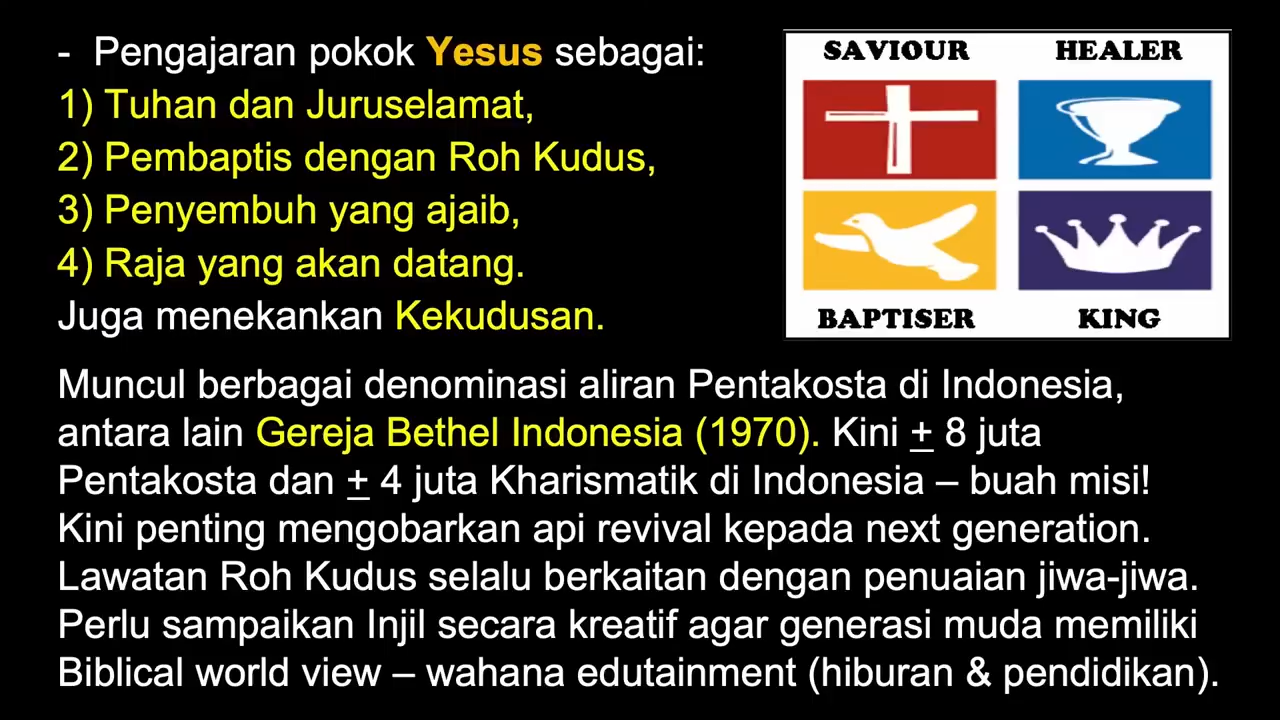 - Pengajaran pokok Yesus sebagai:
1) Tuhan dan Juruselamat,
2) Pembaptis dengan Roh Kudus,
3) Penyembuh yang ajaib,
4) Raja yang akan datang.
Juga menekankan Kekudusan.
SAVIOUR HEALER
BAPTISER KING
Muncul berbagai denominasi aliran Pentakosta di Indonesia,
antara lain Gereja Bethel Indonesia (1970). Kini ± 8 juta
Pentakosta dan ± 4 juta Kharismatik di Indonesia – buah misi!
Kini penting mengobarkan api revival kepada next generation.
Lawatan Roh Kudus selalu berkaitan dengan penuaian jiwa-jiwa.
Perlu sampaikan Injil secara kreatif agar generasi muda memiliki
Biblical world view – wahana edutainment (hiburan & pendidikan).